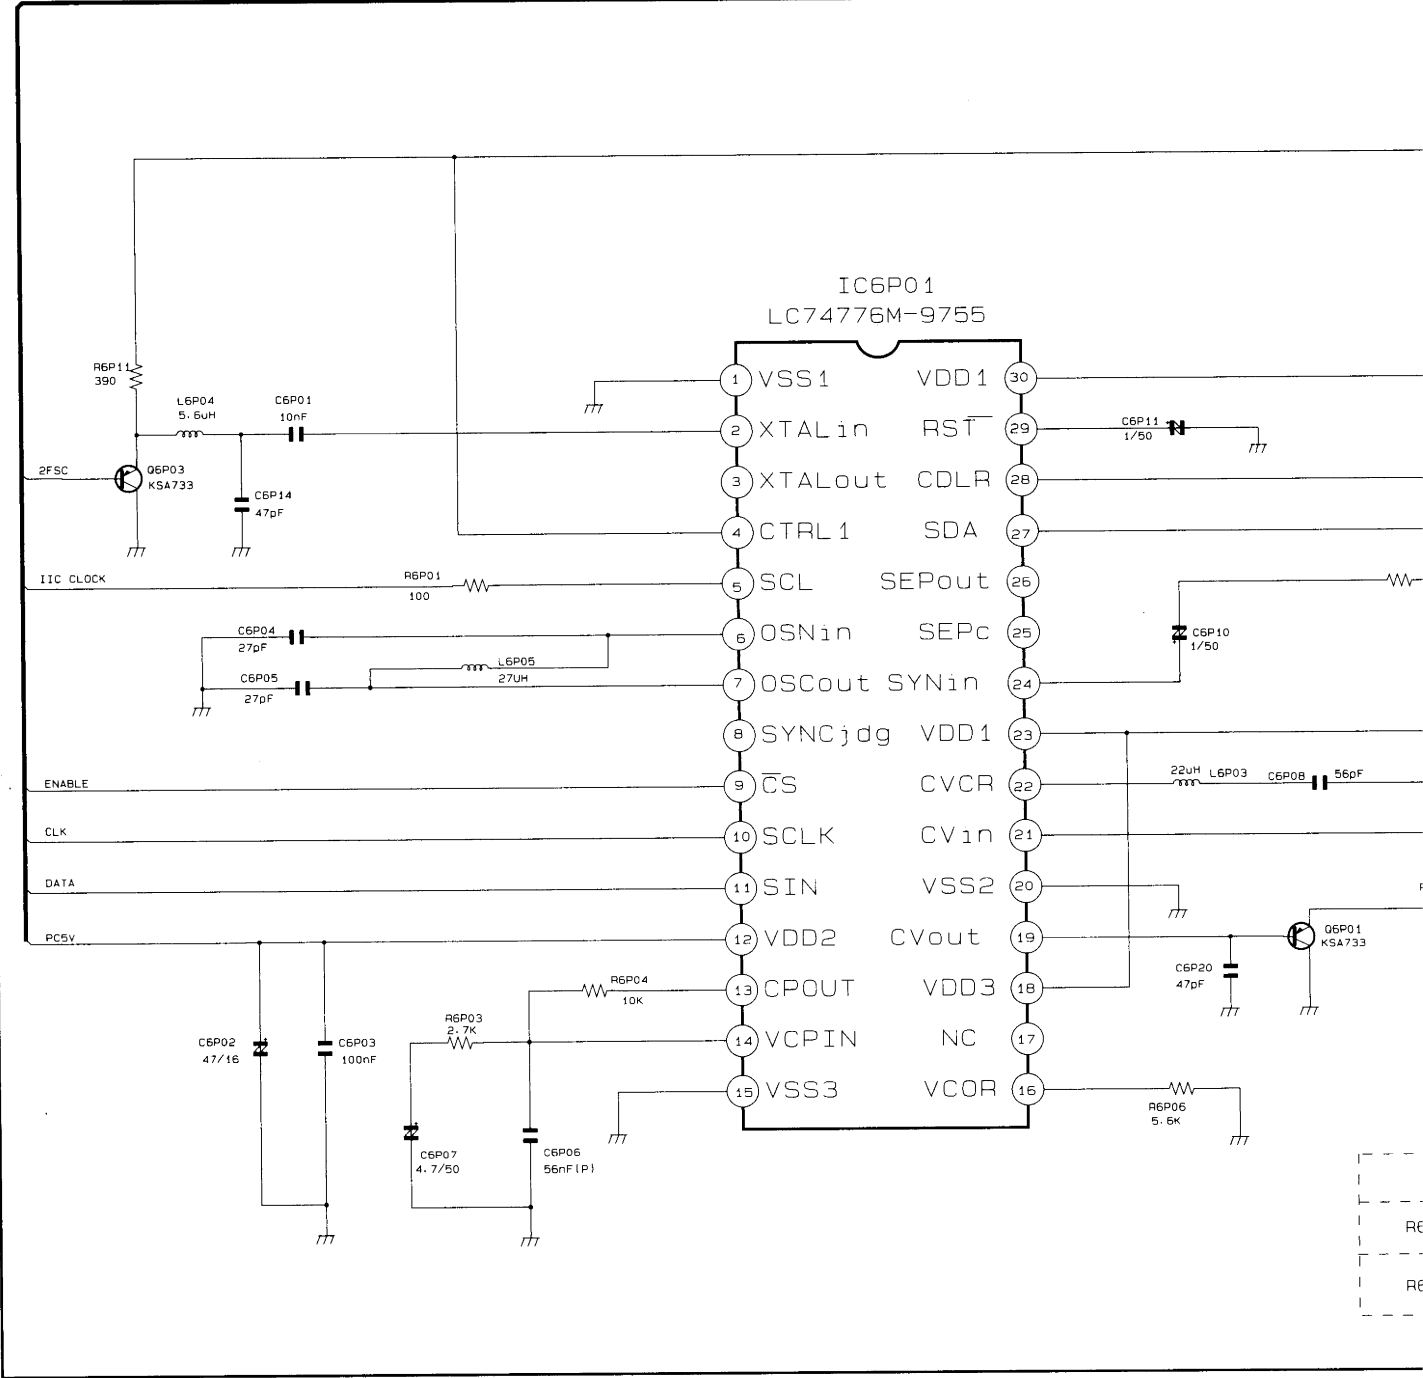 IC6P01
LC74776M-9755
R6P11
390
L6P04
5.6uH
C6P01
10nF
2FSC
Q6P03
KSA733
C6P14
47pF
IIC CLOCK
R6P01
100
C6P04
27pF
L6P05
27UH
C6P05
27pF
ENABLE
CLK
DATA
PC5V
C6P02
47/16
C6P03
100nF
R6P04
10K
R6P03
2.7K
C6P07
4.7/50
C6P06
56nF(P)
1 VSS1 VDD1 30
2 XTALin RST 29
3 XTALout CDLR 28
4 CTRL1 SDA 27
5 SCL SEPout 26
6 OSNin SEPc 25
7 OSCout SYNin 24
8 SYNCjdg VDD1 23
9 CS CVCR 22
10 SCLK CVin 21
11 SIN VSS2 20
12 VDD2 CVout 19
13 CPOUT VDD3 18
14 VCPIN NC 17
15 VSS3 VCOR 16
C6P11
1/50
C6P10
1/50
22uH L6P03 C6P08 56pF
Q6P01
KSA733
C6P20
47pF
R6P06
5.6K
R6
R6